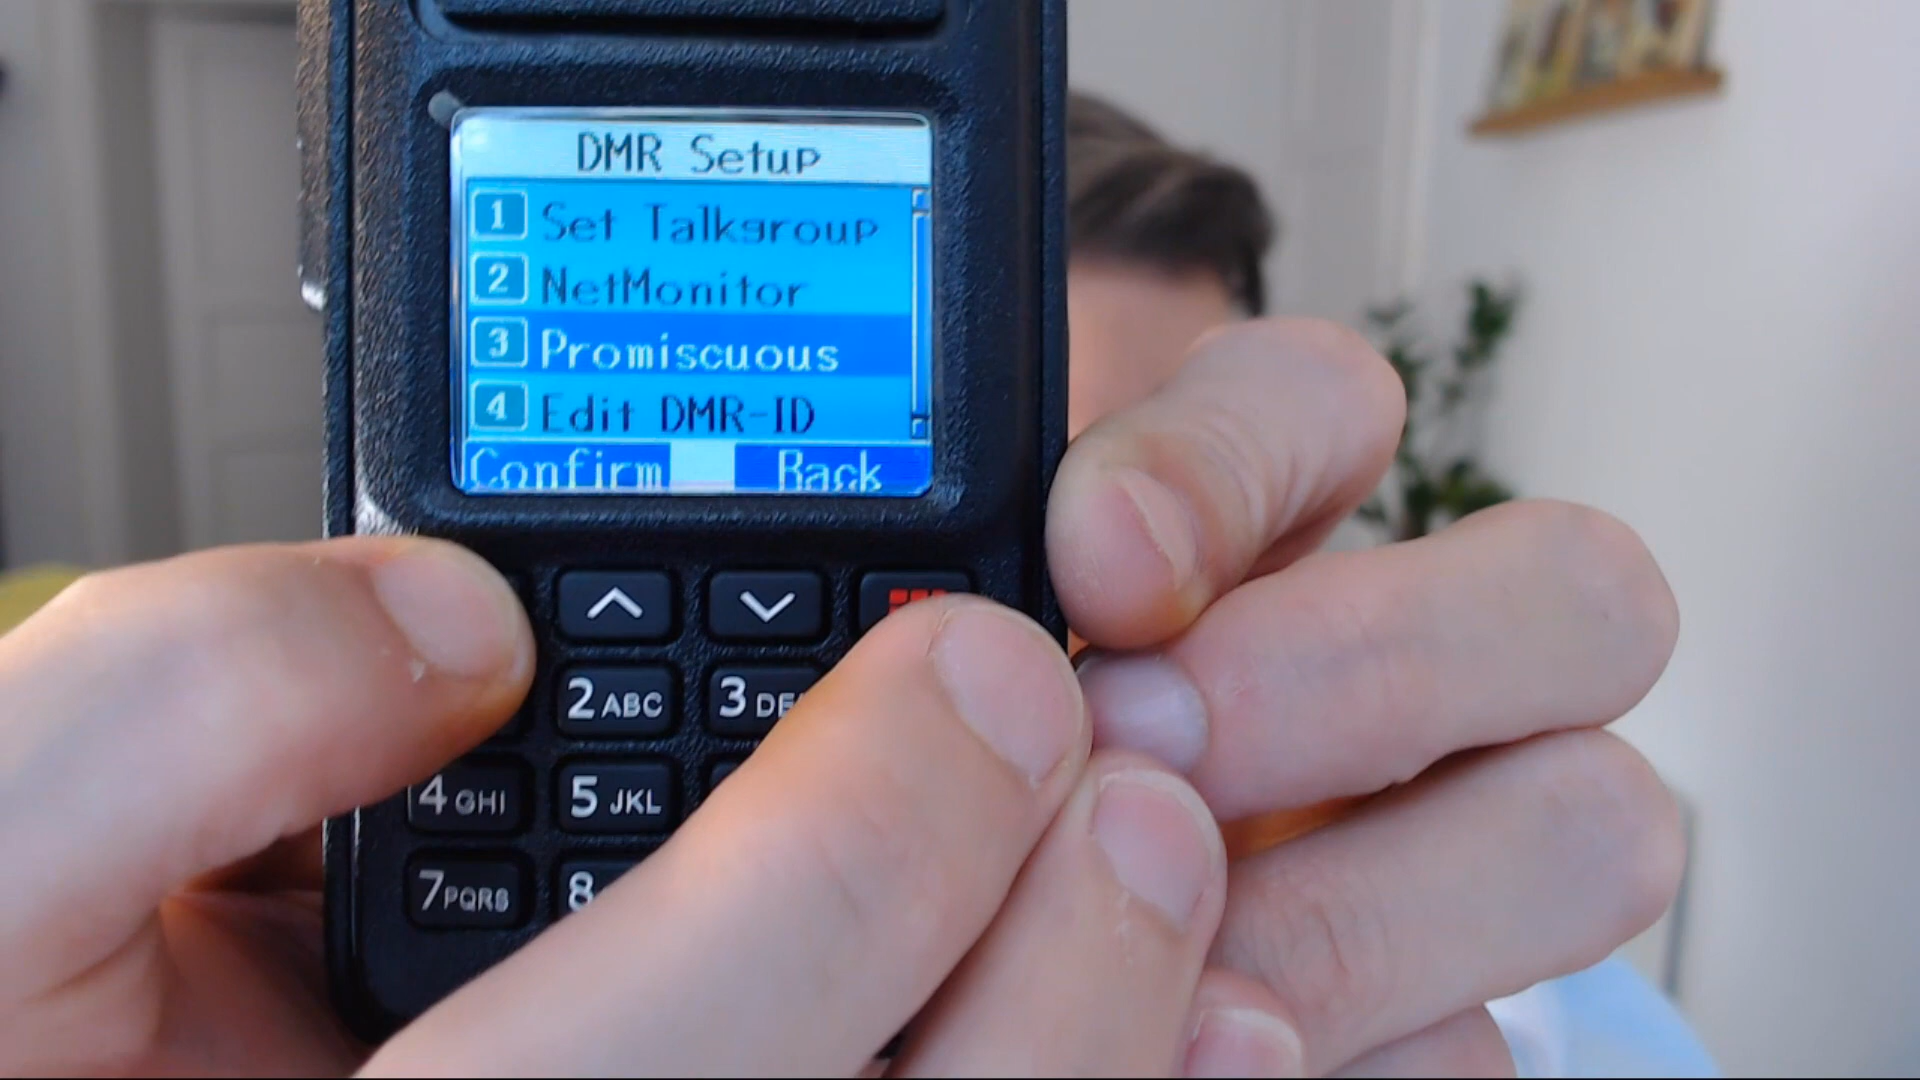 DMR Setup
1 Set Talkgroup
2 NetMonitor
3 Promiscuous
4 Edit DMR-ID
Confirm Back
2 ABC 3 DE
4 GHI 5 JKL
7 PQRS 8